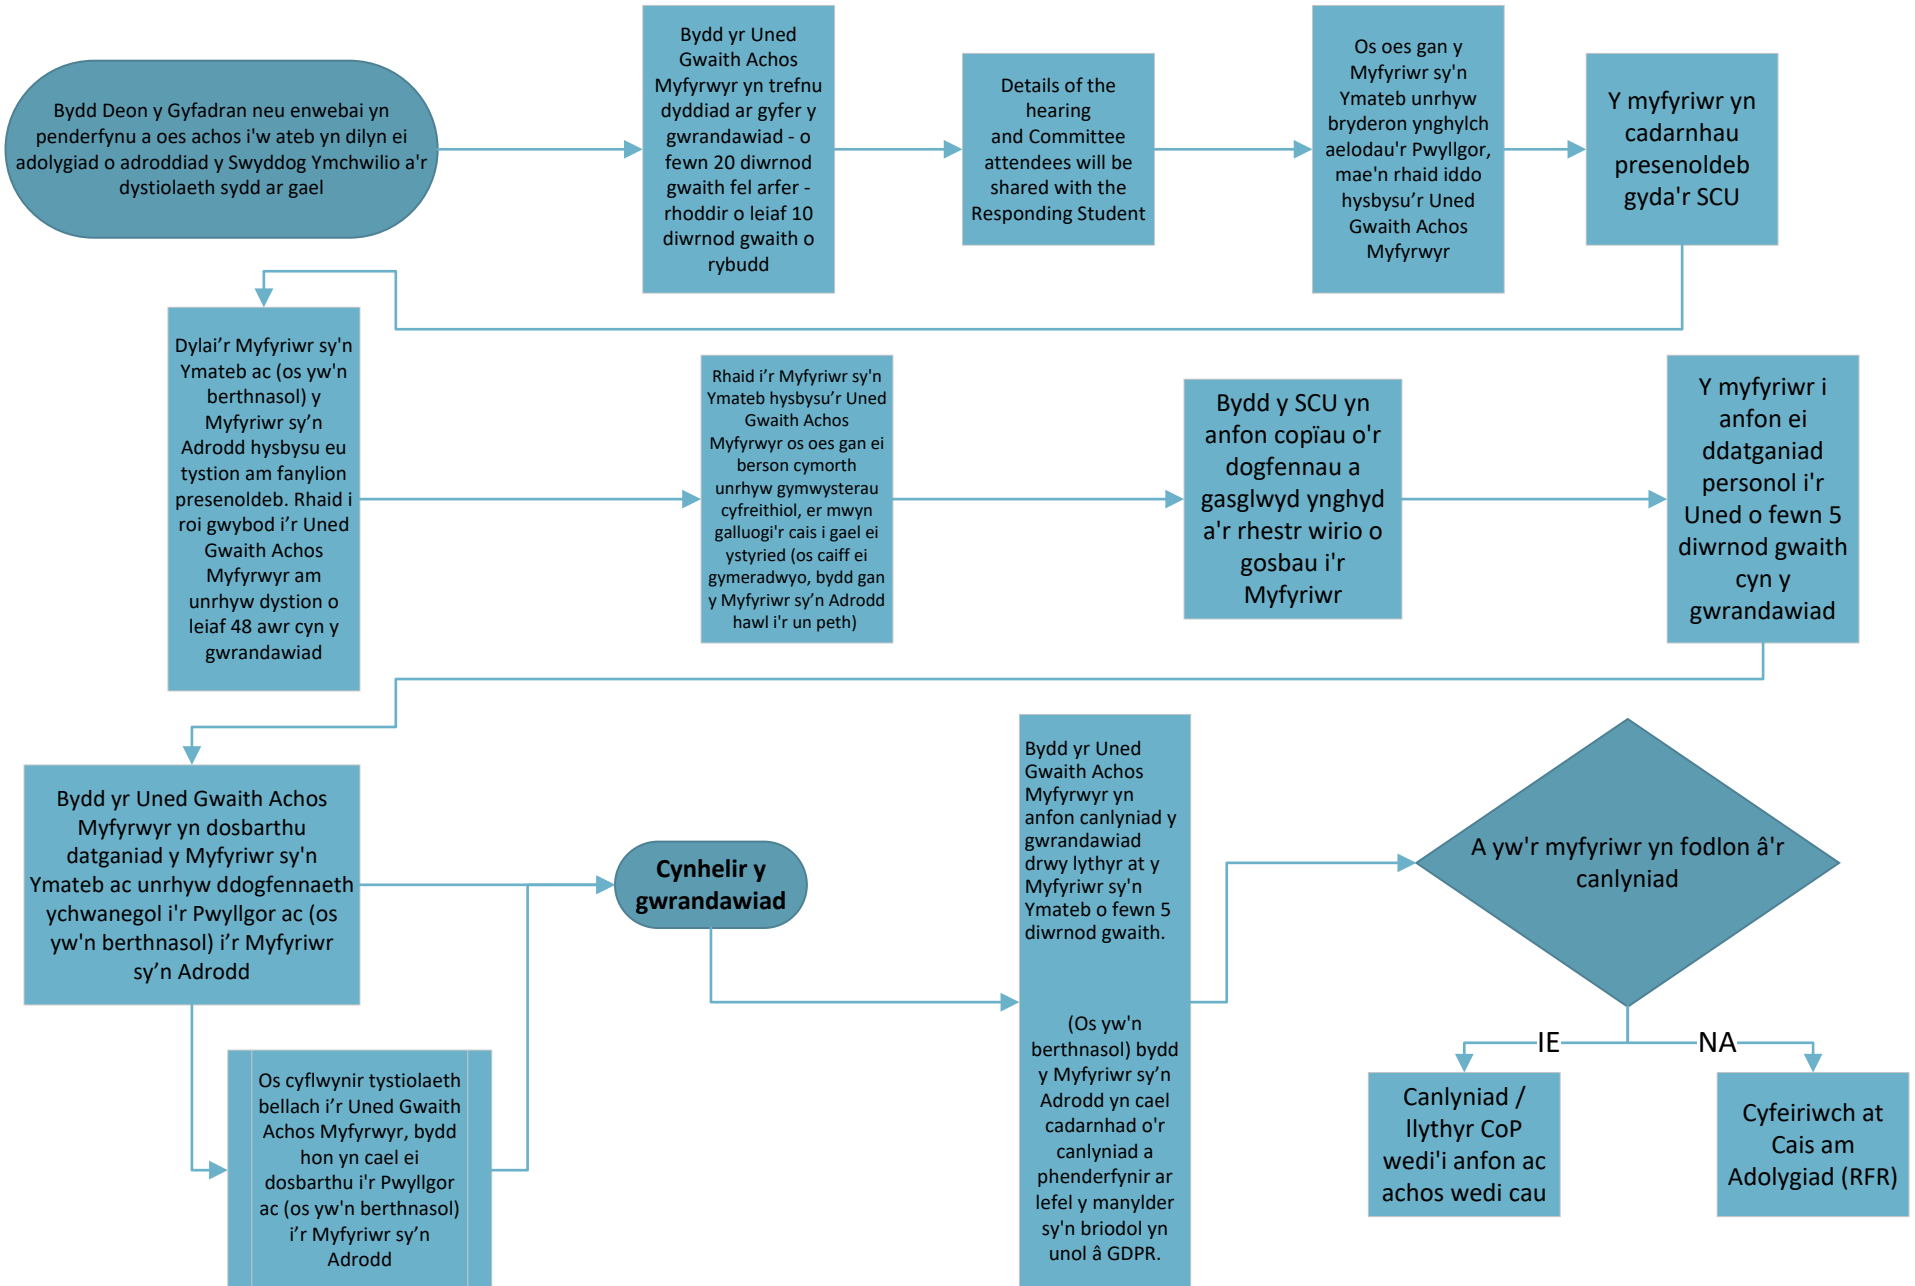 Bydd Deon y Gyfadran neu enwebai yn
penderfynu a oes achos i'w ateb yn dilyn ei
adolygiad o adroddiad y Swyddog Ymchwilio a'r
dystiolaeth sydd ar gael
Bydd yr Uned
Gwaith Achos
Myfyrwyr yn trefnu
dyddiad ar gyfer y
gwrandawiad - o
fewn 20 diwrnod
gwaith fel arfer -
rhoddir o leiaf 10
diwrnod gwaith o
rybudd
Details of the
hearing
and Committee
attendees will be
shared with the
Responding Student
Os oes gan y
Myfyriwr sy'n
Ymateb unrhyw
bryderon ynghylch
aelodau'r Pwyllgor,
mae'n rhaid iddo
hysbysu’r Uned
Gwaith Achos
Myfyrwyr
Y myfyriwr yn
cadarnhau
presenoldeb
gyda'r SCU
Dylai’r Myfyriwr sy'n
Ymateb ac (os yw'n
berthnasol) y
Myfyriwr sy’n
Adrodd hysbysu eu
tystion am fanylion
presenoldeb. Rhaid i
roi gwybod i’r Uned
Gwaith Achos
Myfyrwyr am
unrhyw dystion o
leiaf 48 awr cyn y
gwrandawiad
Rhaid i’r Myfyriwr sy'n
Ymateb hysbysu’r Uned
Gwaith Achos
Myfyrwyr os oes gan ei
berson cymorth
unrhyw gymwysterau
cyfreithiol, er mwyn
galluogi'r cais i gael ei
ystyried (os caiff ei
gymeradwyo, bydd gan
y Myfyriwr sy’n Adrodd
hawl i'r un peth)
Bydd y SCU yn
anfon copïau o'r
dogfennau a
gasglwyd ynghyd
a'r rhestr wirio o
gosbau i'r
Myfyriwr
Y myfyriwr i
anfon ei
ddatganiad
personol i'r
Uned o fewn 5
diwrnod gwaith
cyn y
gwrandawiad
Bydd yr Uned Gwaith Achos
Myfyrwyr yn dosbarthu
datganiad y Myfyriwr sy'n
Ymateb ac unrhyw ddogfennaeth
ychwanegol i'r Pwyllgor ac (os
yw'n berthnasol) i’r Myfyriwr
sy’n Adrodd
Os cyflwynir tystiolaeth
bellach i’r Uned Gwaith
Achos Myfyrwyr, bydd
hon yn cael ei
dosbarthu i'r Pwyllgor
ac (os yw'n berthnasol)
i’r Myfyriwr sy’n
Adrodd
Cynhelir y
gwrandawiad
Bydd yr Uned
Gwaith Achos
Myfyrwyr yn
anfon canlyniad y
gwrandawiad
drwy lythyr at y
Myfyriwr sy'n
Ymateb o fewn 5
diwrnod gwaith.
(Os yw'n
berthnasol) bydd
y Myfyriwr sy’n
Adrodd yn cael
cadarnhad o'r
canlyniad a
phenderfynir ar
lefel y manylder
sy'n briodol yn
unol â GDPR.
A yw'r myfyriwr yn fodlon â'r
canlyniad
IE
NA
Canlyniad /
llythyr CoP
wedi'i anfon ac
achos wedi cau
Cyfeiriwch at
Cais am
Adolygiad (RFR)